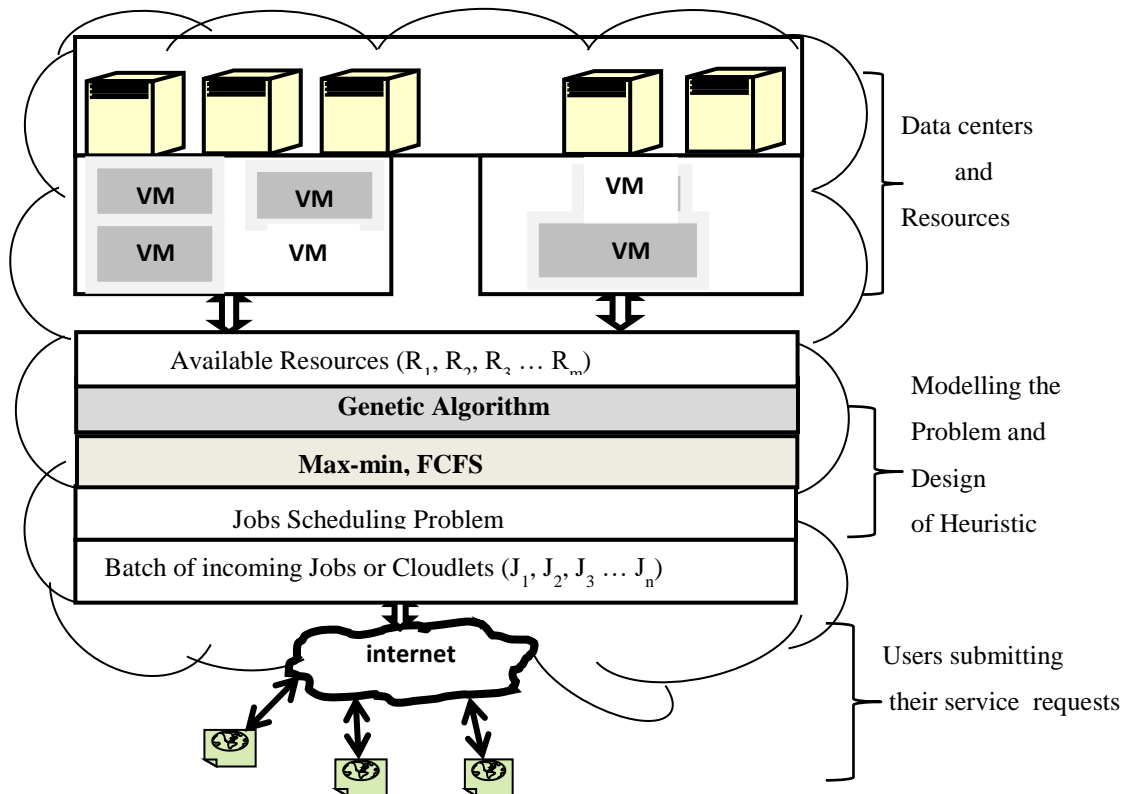 VM
VM
VM
VM
VM
VM
Data centers
and
Resources
Available Resources (R₁, R₂, R₃ … Rₘ)
Genetic Algorithm
Max-min, FCFS
Jobs Scheduling Problem
Batch of incoming Jobs or Cloudlets (J₁, J₂, J₃ … Jₙ)
Modelling the
Problem and
Design
of Heuristic
internet
Users submitting
their service requests